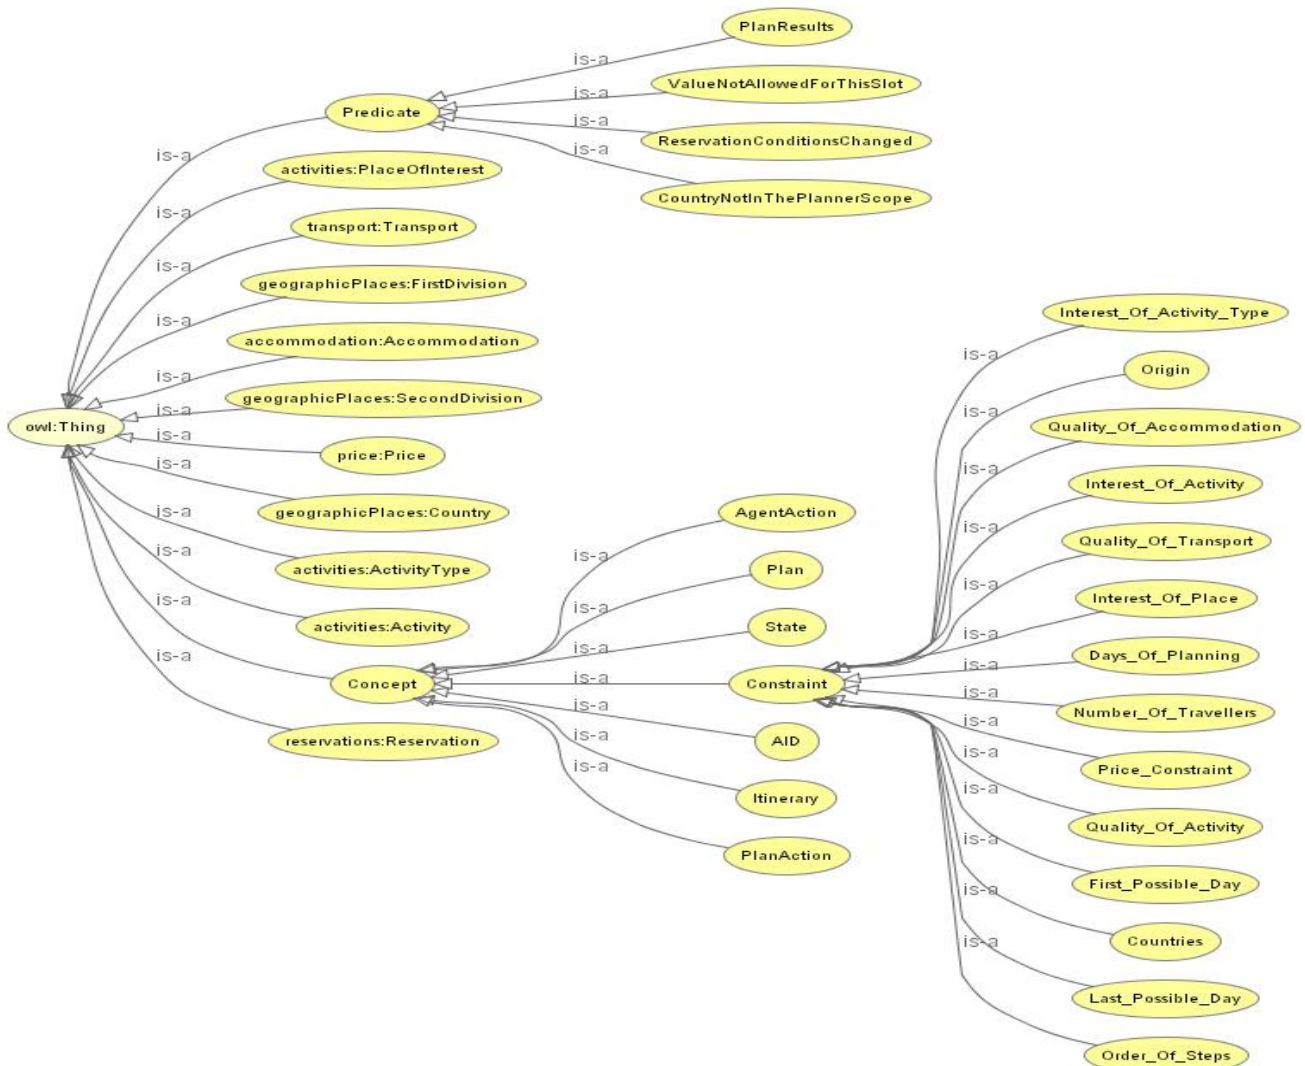 PlanResults
is-a
ValueNotAllowedForThisSlot
is-a
Predicate
is-a
ReservationConditionsChanged
is-a
is-a
activities:PlaceOfInterest
CountryNotInThePlannerScope
is-a
transport:Transport
is-a
geographicPlaces:FirstDivision
is-a
accommodation:Accommodation
is-a
geographicPlaces:SecondDivision
is-a
owl:Thing
is-a
price:Price
is-a
geographicPlaces:Country
is-a
activities:ActivityType
is-a
activities:Activity
is-a
Concept
is-a
reservations:Reservation
AgentAction
is-a
Plan
is-a
State
is-a
is-a
Constraint
is-a
AID
is-a
Itinerary
is-a
PlanAction
Interest_Of_Activity_Type
is-a
Origin
is-a
Quality_Of_Accommodation
is-a
Interest_Of_Activity
is-a
Quality_Of_Transport
is-a
Interest_Of_Place
is-a
Days_Of_Planning
is-a
is-a
Number_Of_Travellers
is-a
is-a
Price_Constraint
is-a
Quality_Of_Activity
is-a
First_Possible_Day
is-a
Countries
is-a
Last_Possible_Day
Order_Of_Steps